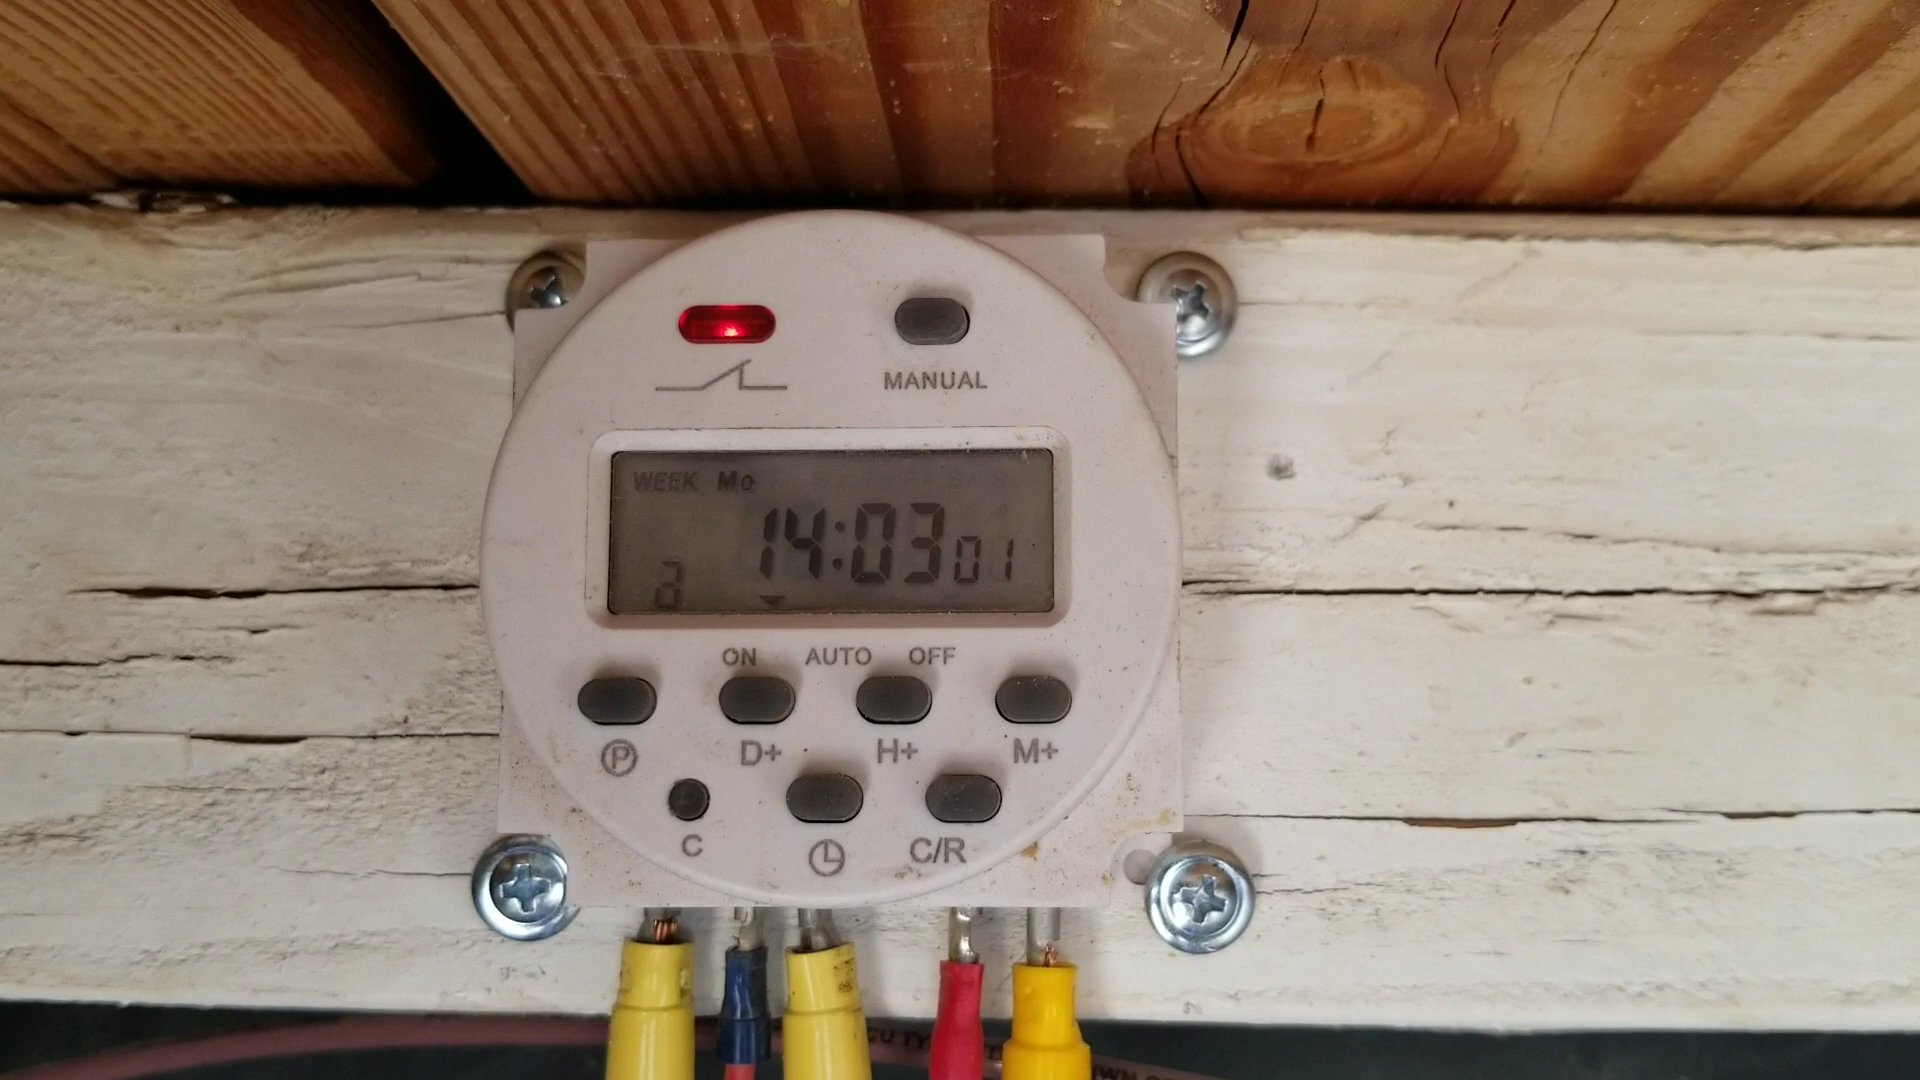 MANUAL
WEEK Mo
14:03 01
a
ON AUTO OFF
P D+ H+ M+
C C/R